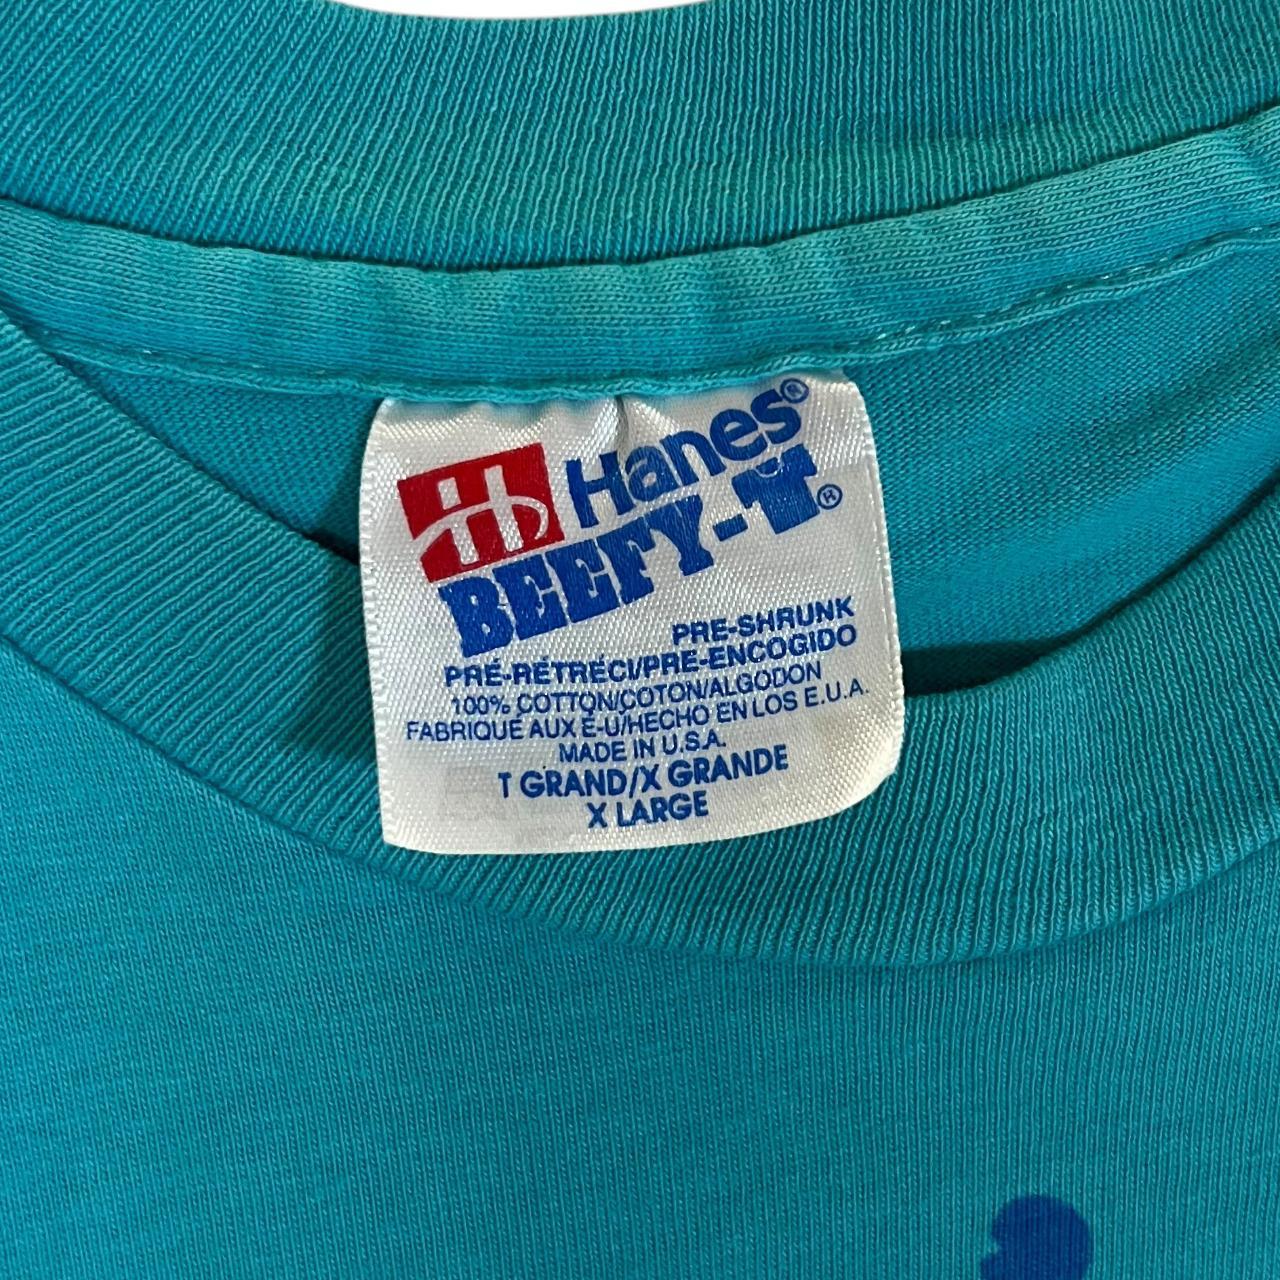 Hanes®
BEEFY-T®
PRE-SHRUNK
PRÉ-RÉTRÉCI/PRE-ENCOGIDO
100% COTTON/COTON/ALGODON
FABRIQUÉ AUX É-U/HECHO EN LOS E.U.A.
MADE IN U.S.A.
T GRAND/X GRANDE
X LARGE